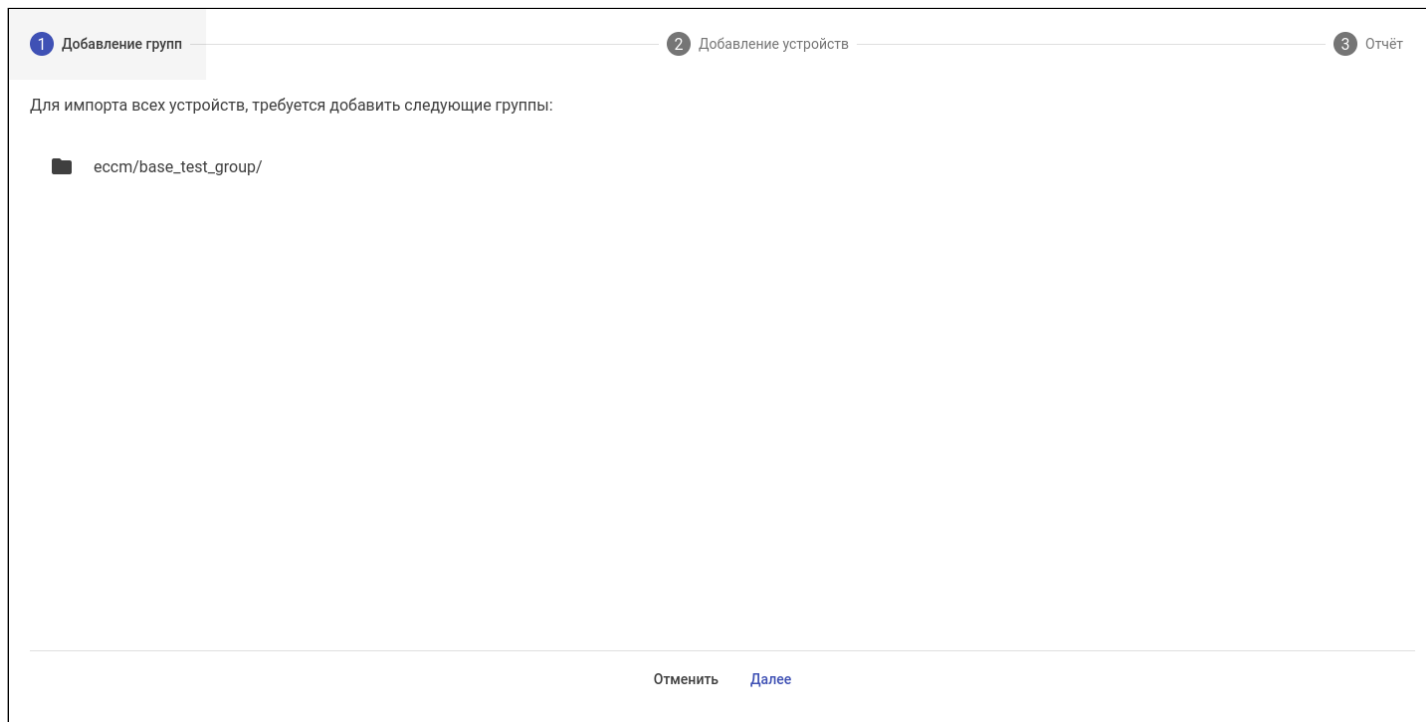 1 Добавление групп 2 Добавление устройств 3 Отчёт
Для импорта всех устройств, требуется добавить следующие группы:
eccm/base_test_group/
Отменить Далее